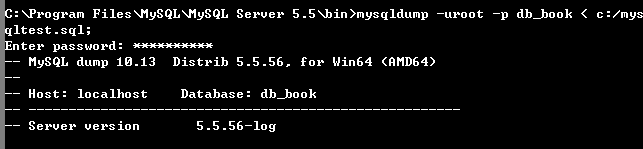 C:\Program Files\MySQL\MySQL Server 5.5\bin>mysqldump -uroot -p db_book < c:/mys
qltest.sql;
Enter password: **********
-- MySQL dump 10.13  Distrib 5.5.56, for Win64 (AMD64)
--
-- Host: localhost    Database: db_book
-- ------------------------------------------------------
-- Server version       5.5.56-log